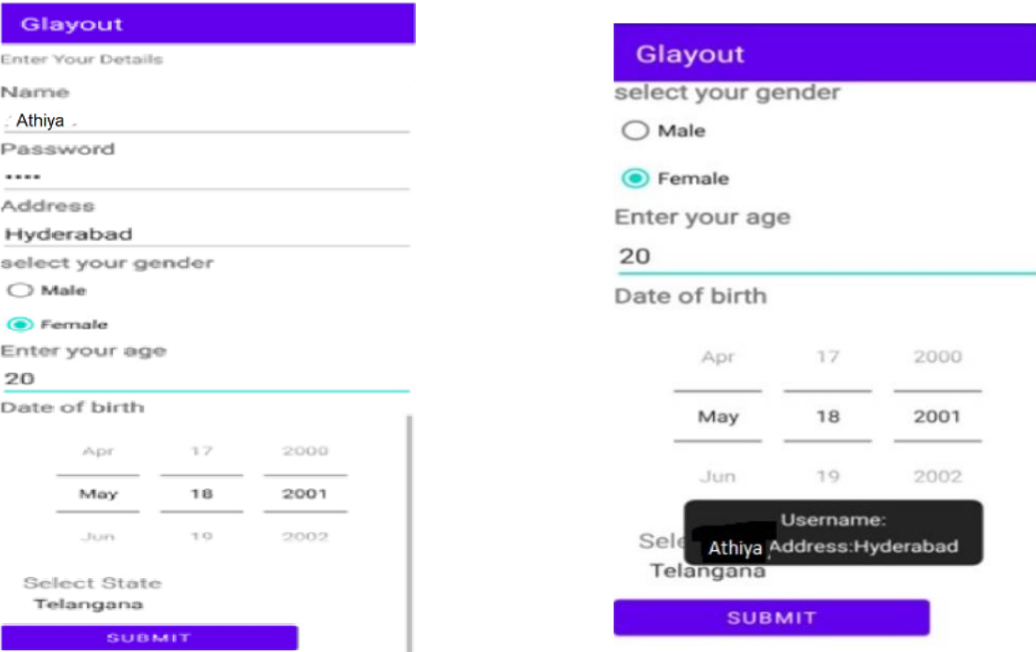 Glayout
Enter Your Details
Name
Athiya
Password
••••
Address
Hyderabad
select your gender
Male
Female
Enter your age
20
Date of birth
Apr 17 2000
May 18 2001
Jun 19 2002
Select State
Telangana
SUBMIT
Glayout
select your gender
Male
Female
Enter your age
20
Date of birth
Apr 17 2000
May 18 2001
Jun 19 2002
Username:
Athiya Address:Hyderabad
Telangana
SUBMIT